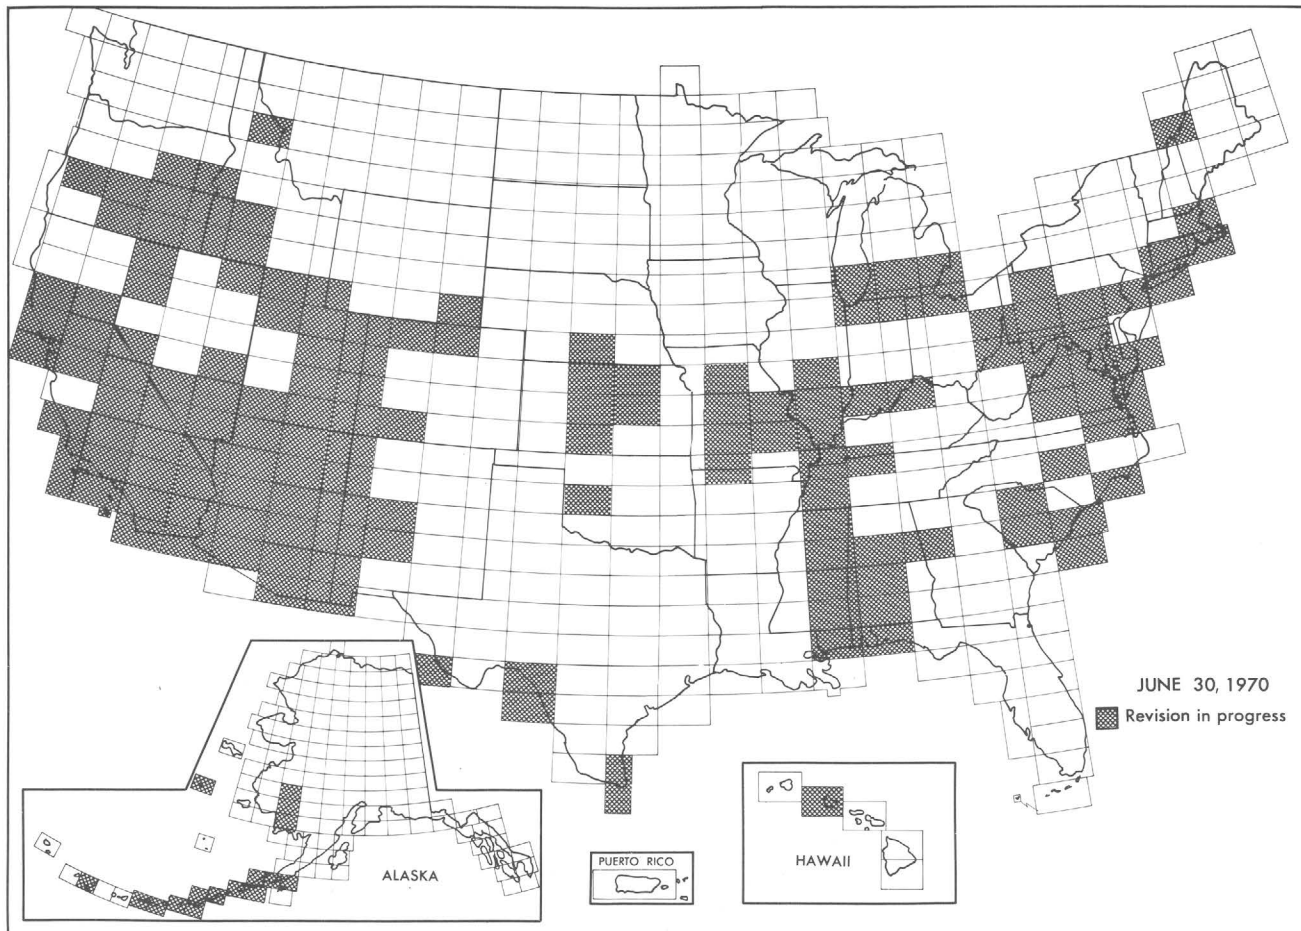 JUNE 30, 1970
Revision in progress
PUERTO RICO
HAWAII
ALASKA